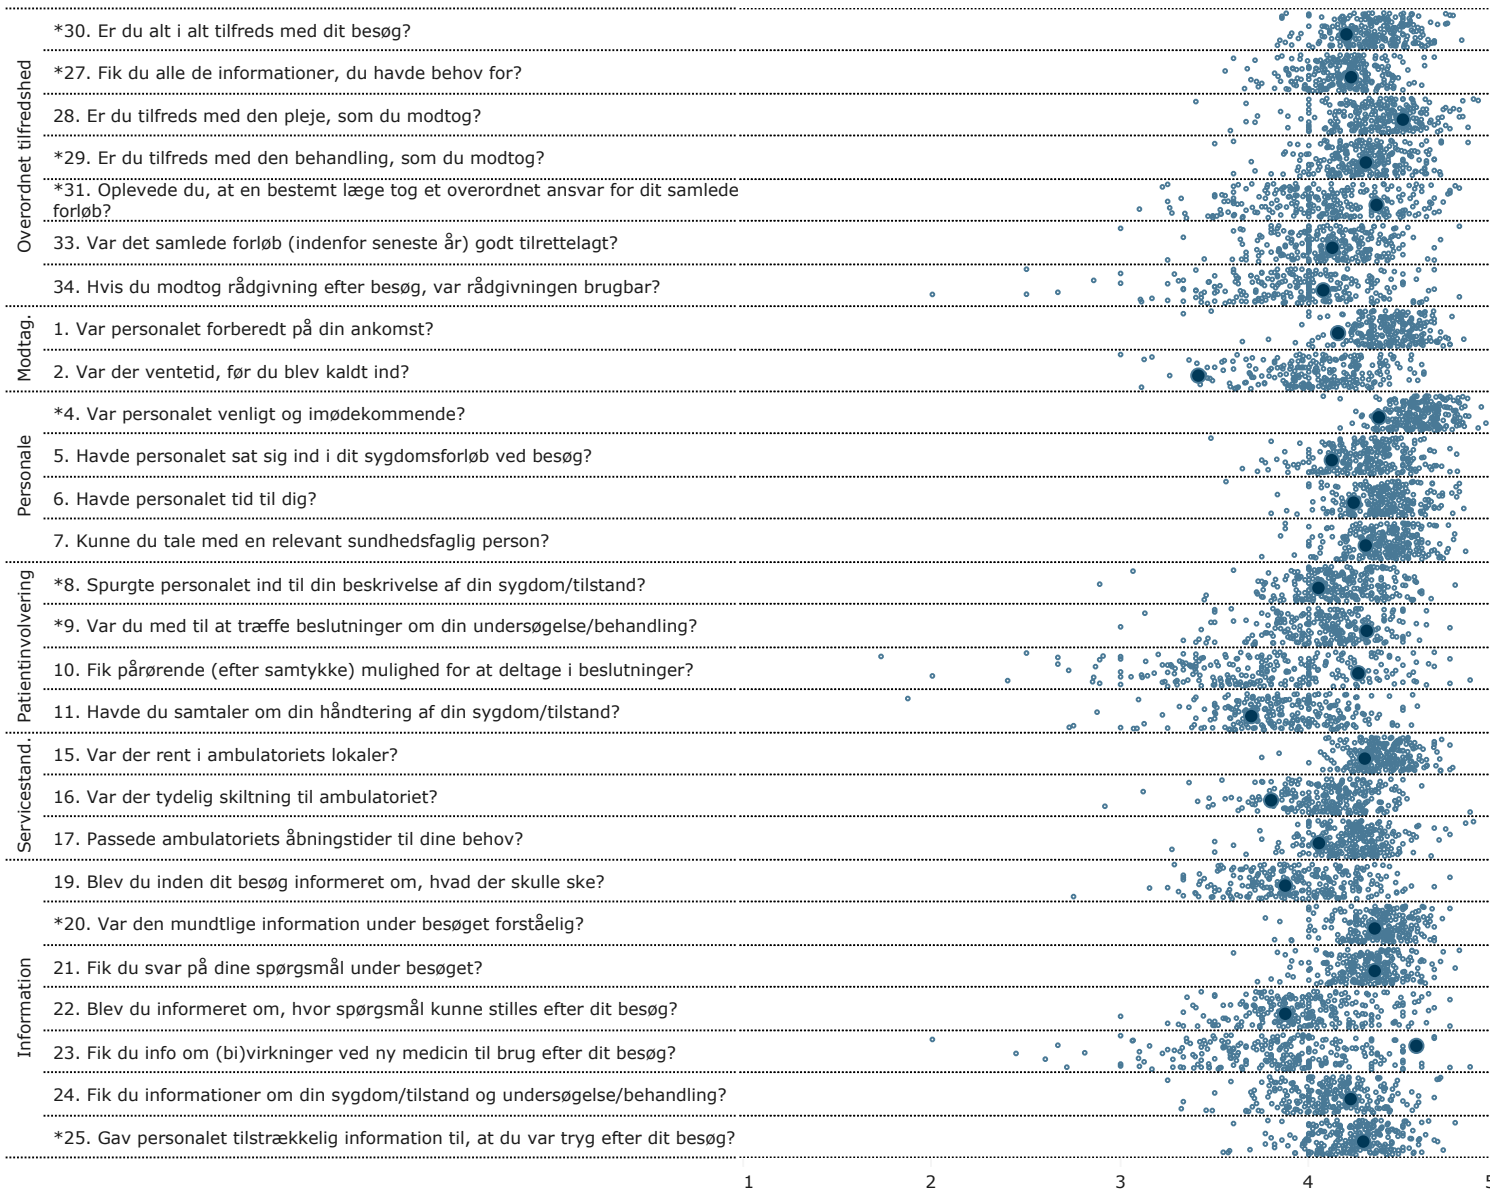 Overordnet tilfredshed
*30. Er du alt i alt tilfreds med dit besøg?
*27. Fik du alle de informationer, du havde behov for?
28. Er du tilfreds med den pleje, som du modtog?
*29. Er du tilfreds med den behandling, som du modtog?
*31. Oplevede du, at en bestemt læge tog et overordnet ansvar for dit samlede
forløb?
33. Var det samlede forløb (indenfor seneste år) godt tilrettelagt?
34. Hvis du modtog rådgivning efter besøg, var rådgivningen brugbar?
Modtag.
1. Var personalet forberedt på din ankomst?
2. Var der ventetid, før du blev kaldt ind?
Personale
*4. Var personalet venligt og imødekommende?
5. Havde personalet sat sig ind i dit sygdomsforløb ved besøg?
6. Havde personalet tid til dig?
7. Kunne du tale med en relevant sundhedsfaglig person?
Patientinvolvering
*8. Spurgte personalet ind til din beskrivelse af din sygdom/tilstand?
*9. Var du med til at træffe beslutninger om din undersøgelse/behandling?
10. Fik pårørende (efter samtykke) mulighed for at deltage i beslutninger?
11. Havde du samtaler om din håndtering af din sygdom/tilstand?
Servicestand.
15. Var der rent i ambulatoriets lokaler?
16. Var der tydelig skiltning til ambulatoriet?
17. Passede ambulatoriets åbningstider til dine behov?
Information
19. Blev du inden dit besøg informeret om, hvad der skulle ske?
*20. Var den mundtlige information under besøget forståelig?
21. Fik du svar på dine spørgsmål under besøget?
22. Blev du informeret om, hvor spørgsmål kunne stilles efter dit besøg?
23. Fik du info om (bi)virkninger ved ny medicin til brug efter dit besøg?
24. Fik du informationer om din sygdom/tilstand og undersøgelse/behandling?
*25. Gav personalet tilstrækkelig information til, at du var tryg efter dit besøg?
1 2 3 4 5